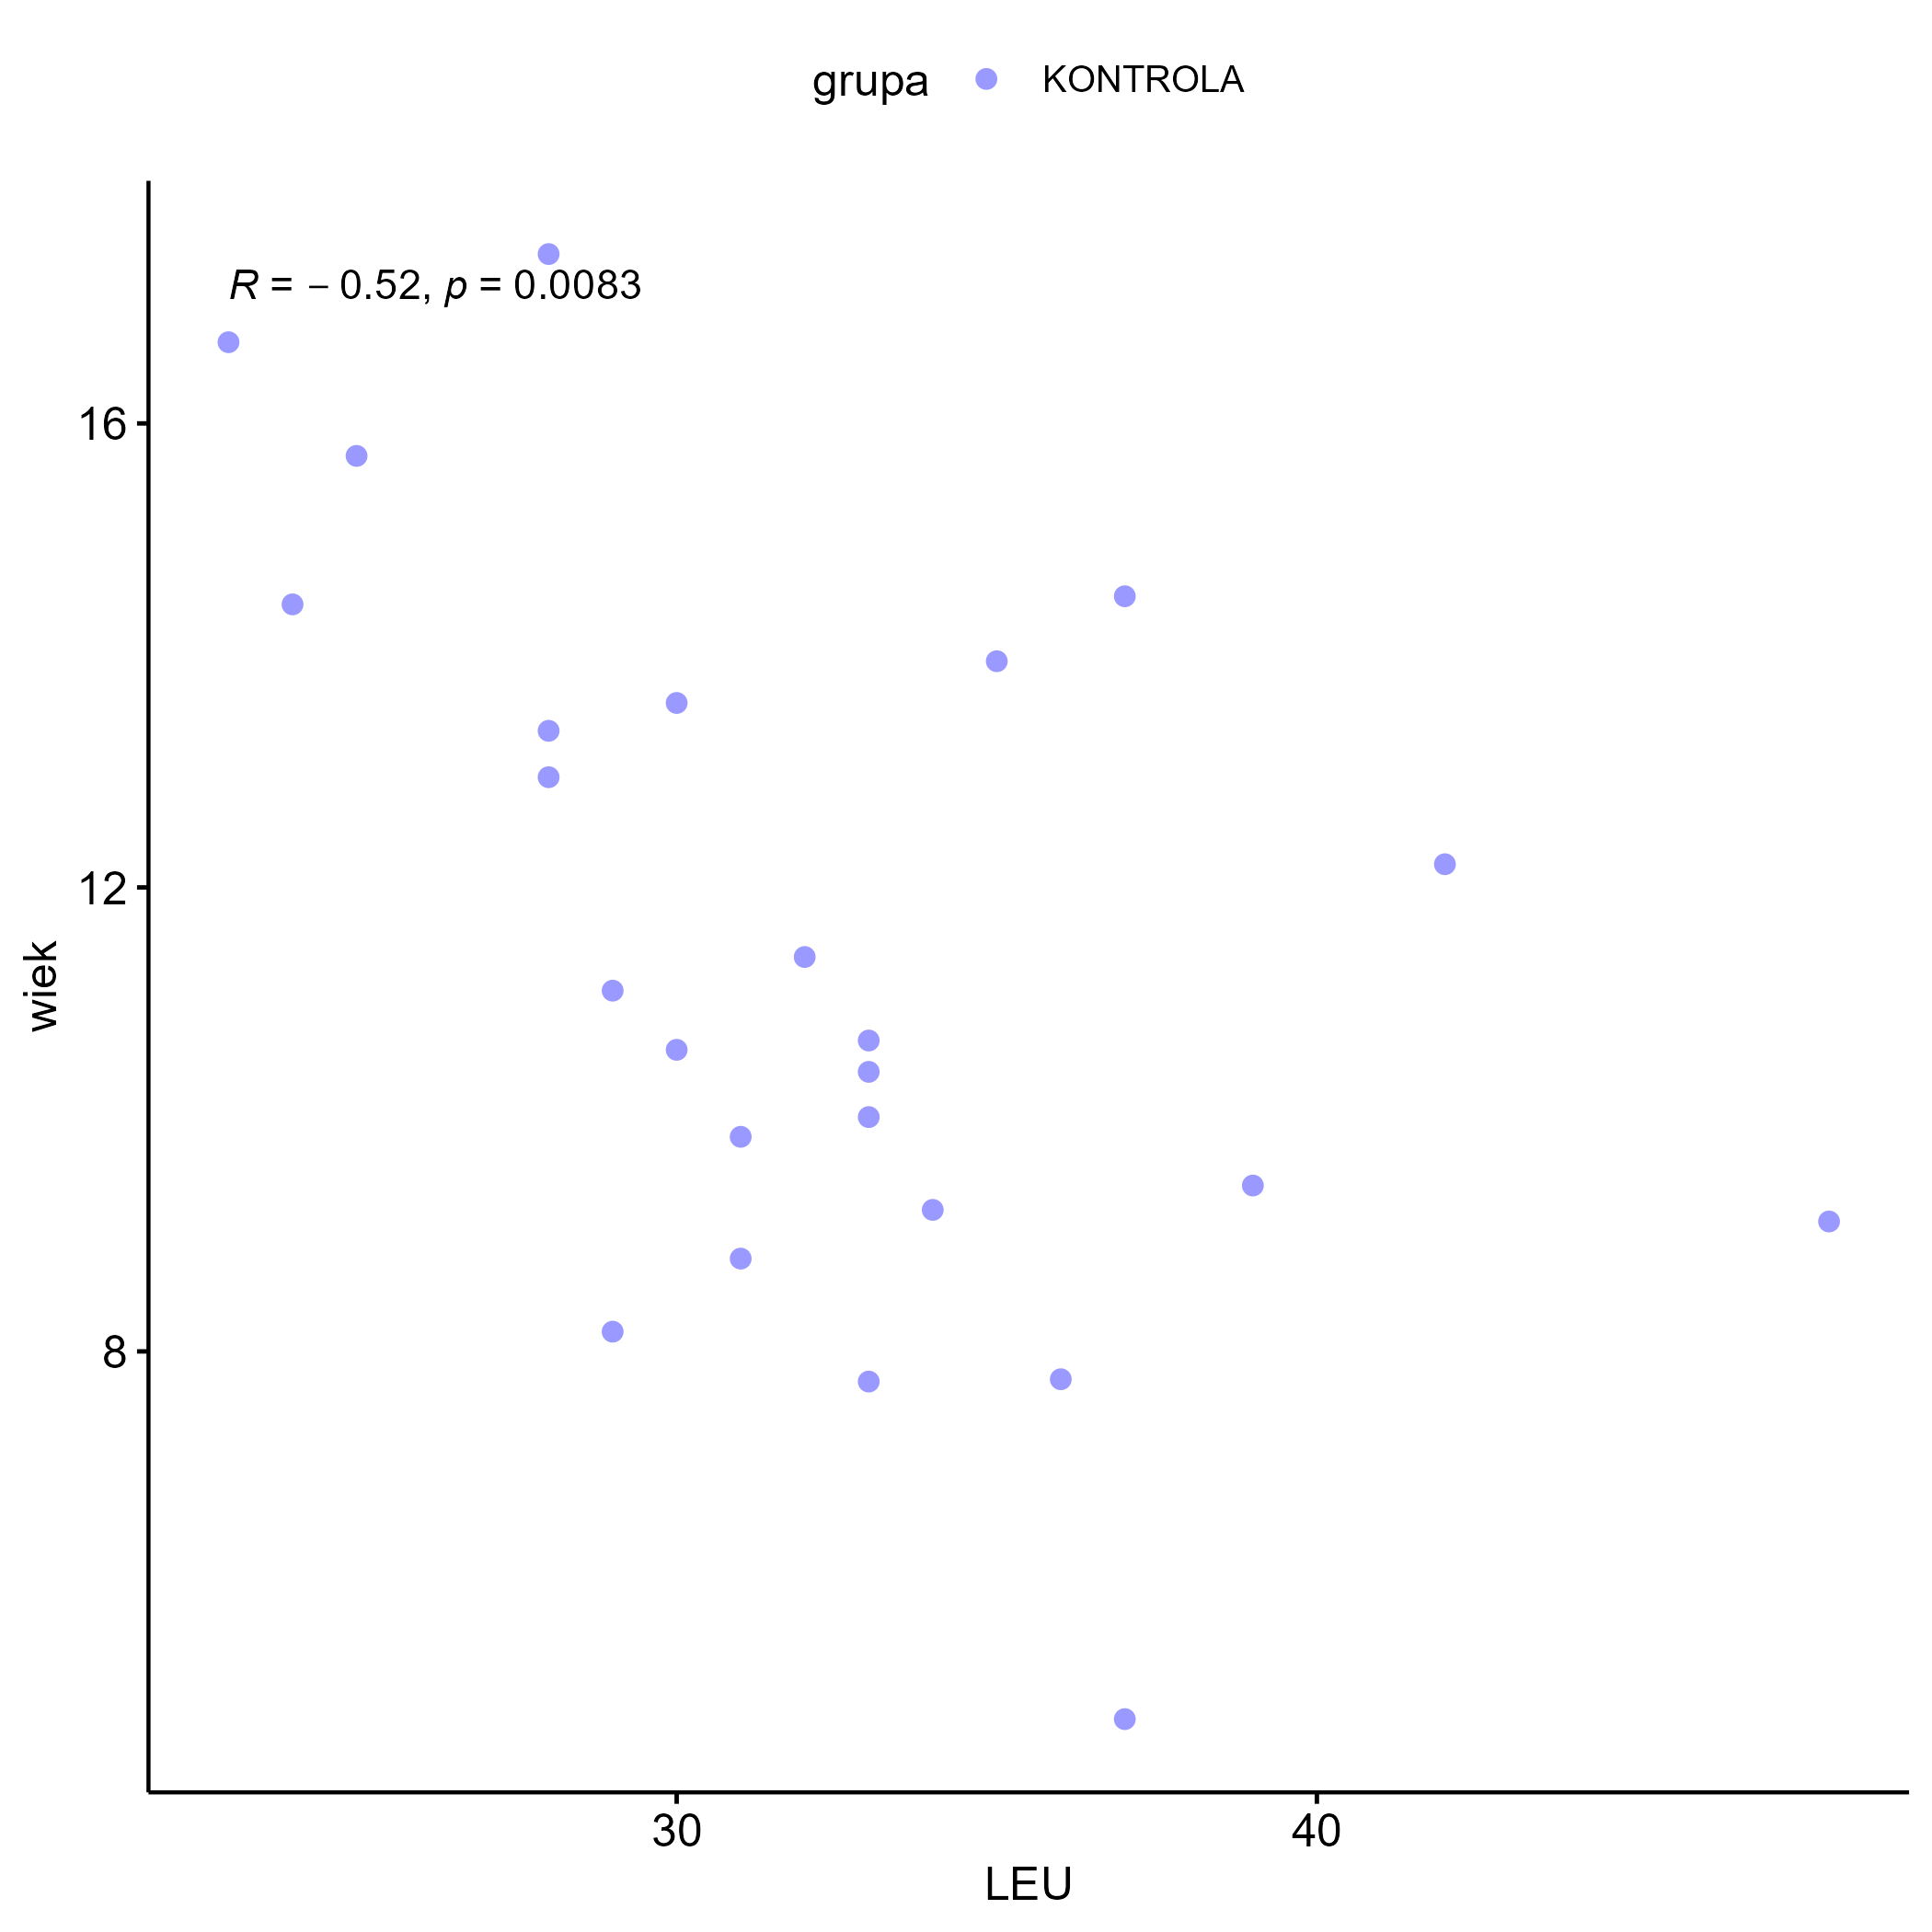 grupa KONTROLA
R = − 0.52, p = 0.0083
16
12
8
wiek
30 40
LEU